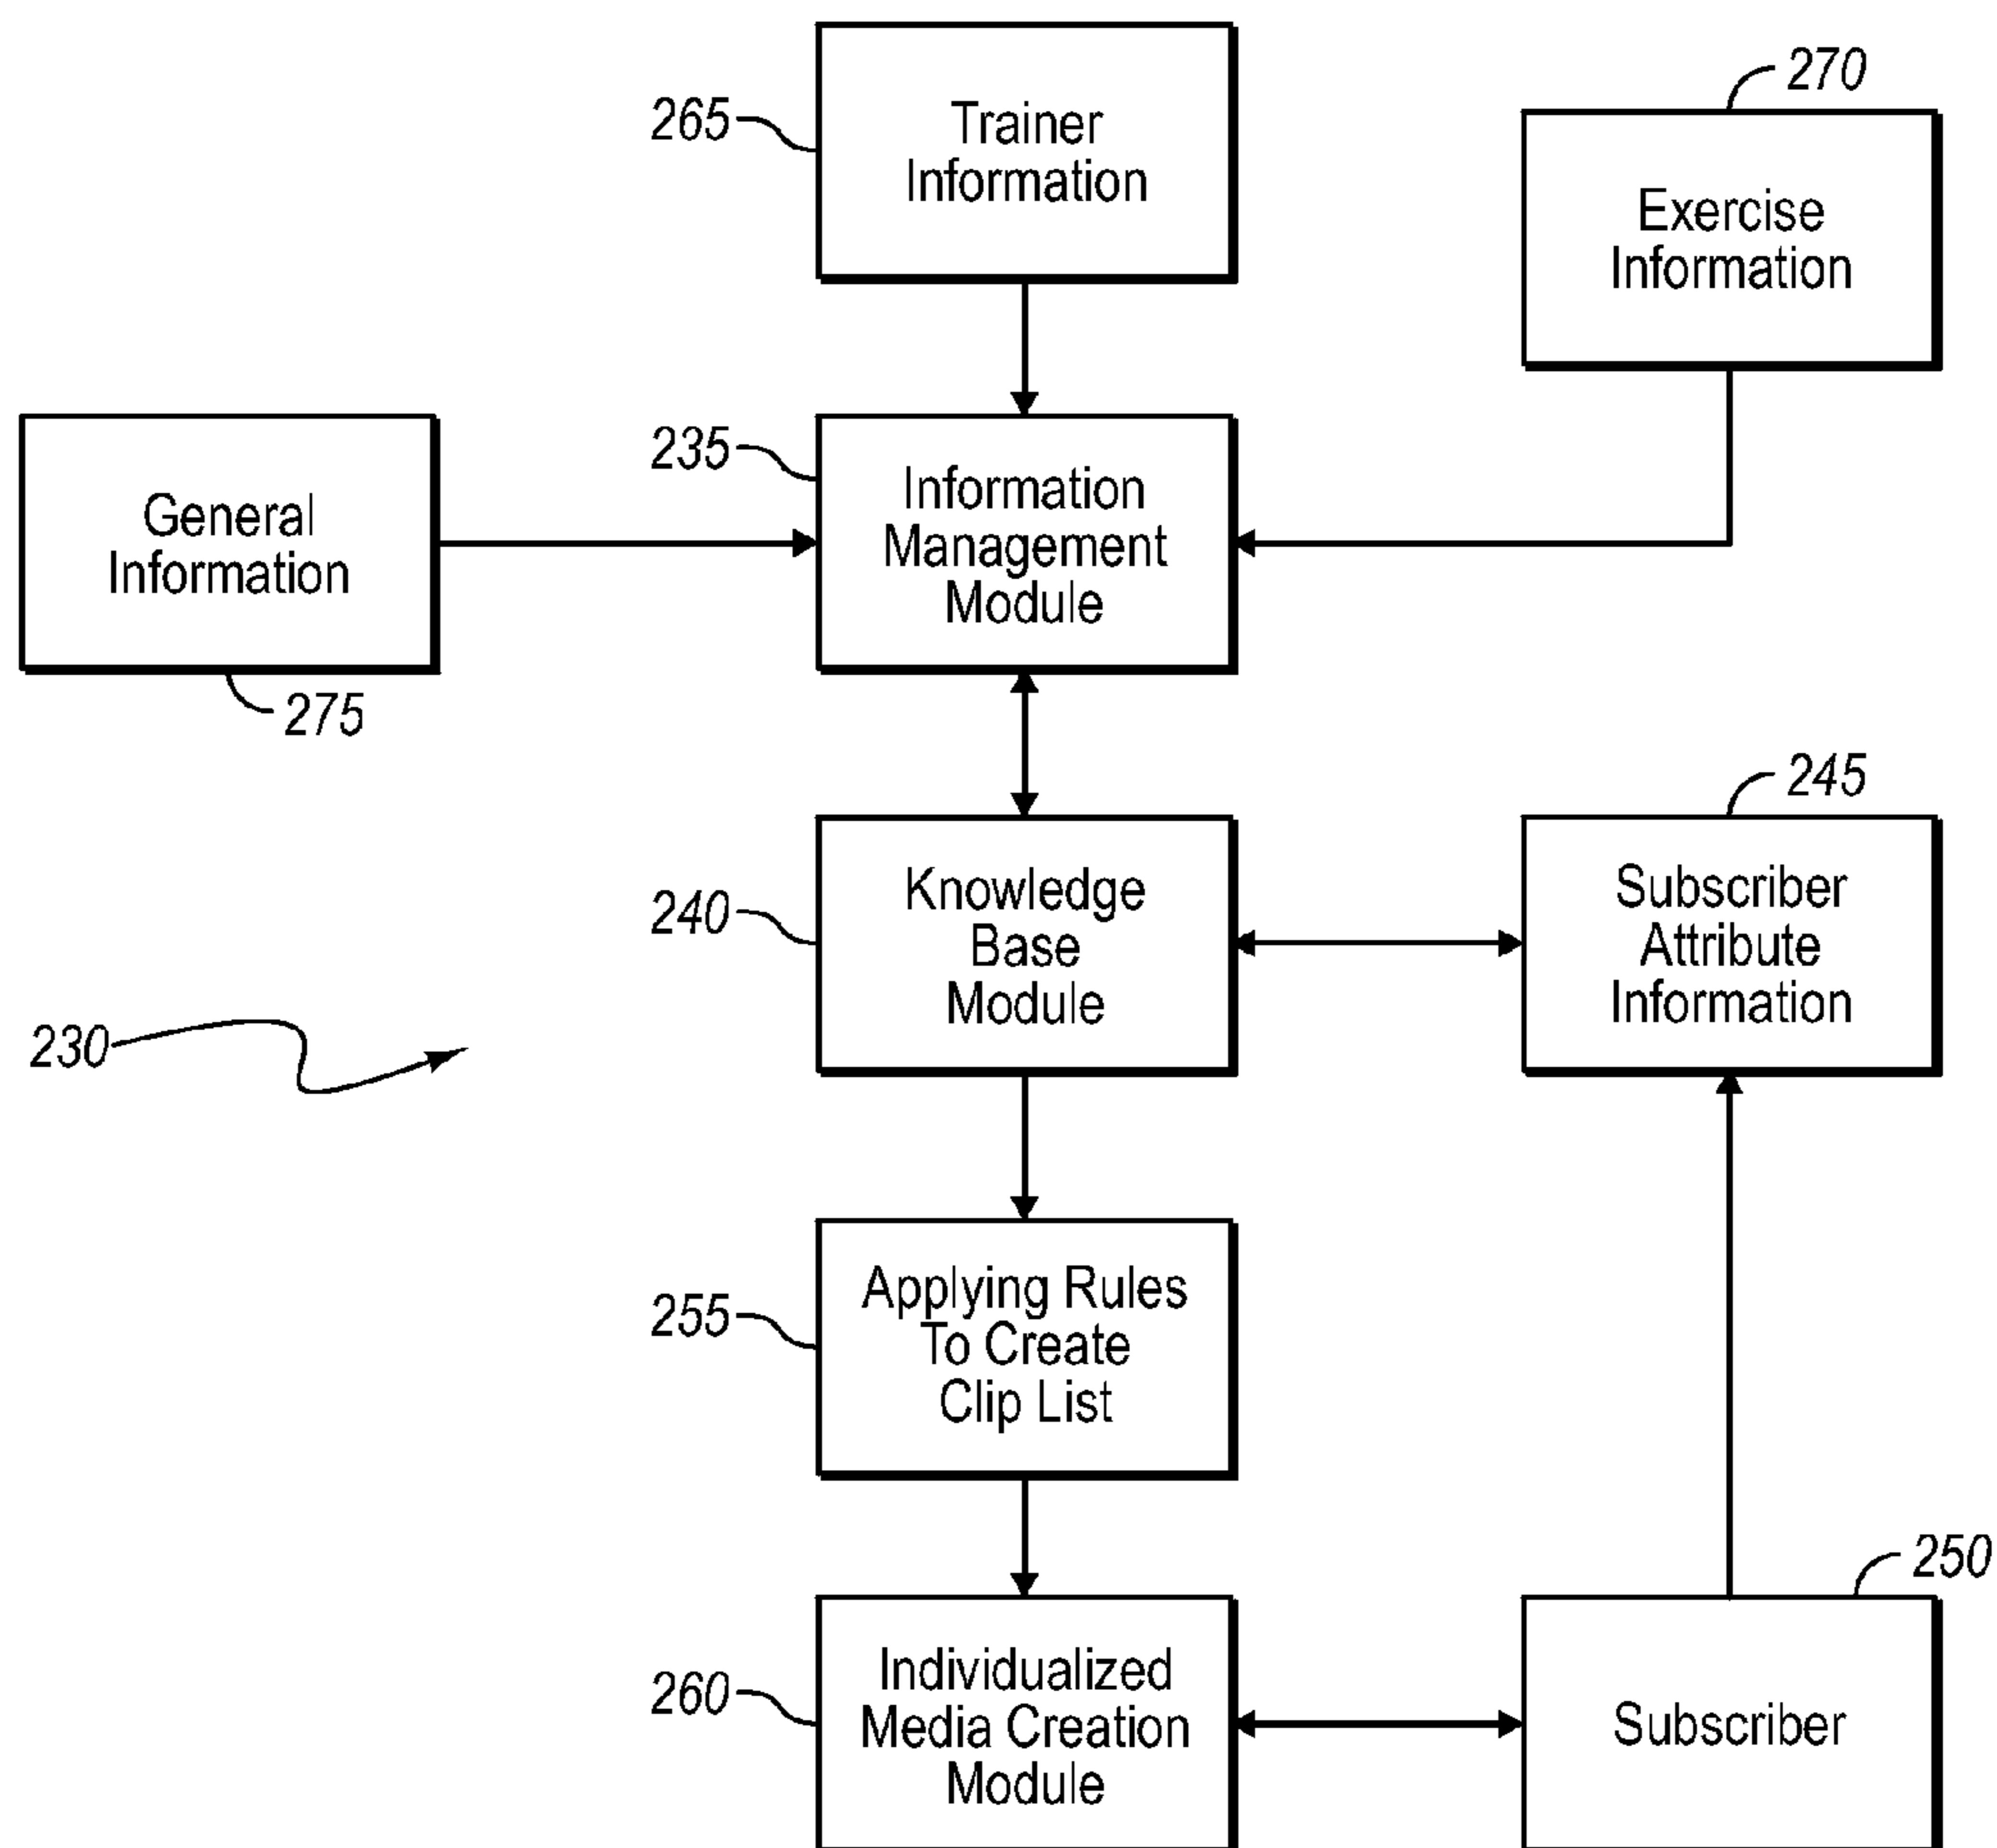 265
Trainer
Information
270
Exercise
Information
General
Information
275
235
Information
Management
Module
240
Knowledge
Base
Module
245
Subscriber
Attribute
Information
230
255
Applying Rules
To Create
Clip List
260
Individualized
Media Creation
Module
250
Subscriber